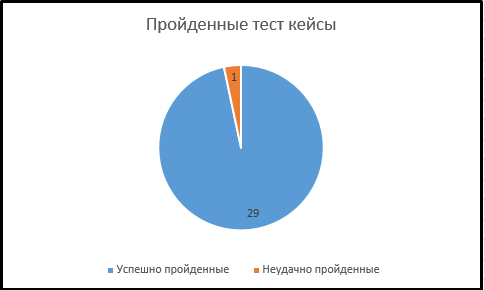 Пройденные тест кейсы
1
29
Успешно пройденные
Неудачно пройденные